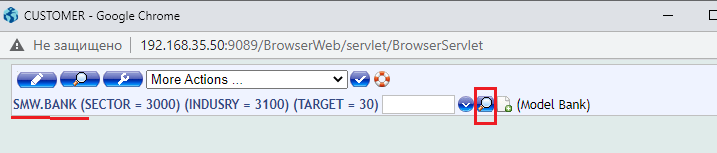 CUSTOMER - Google Chrome
Не защищено 192.168.35.50:9089/BrowserWeb/servlet/BrowserServlet
More Actions ...
SMW.BANK (SECTOR = 3000) (INDUSRY = 3100) (TARGET = 30) (Model Bank)